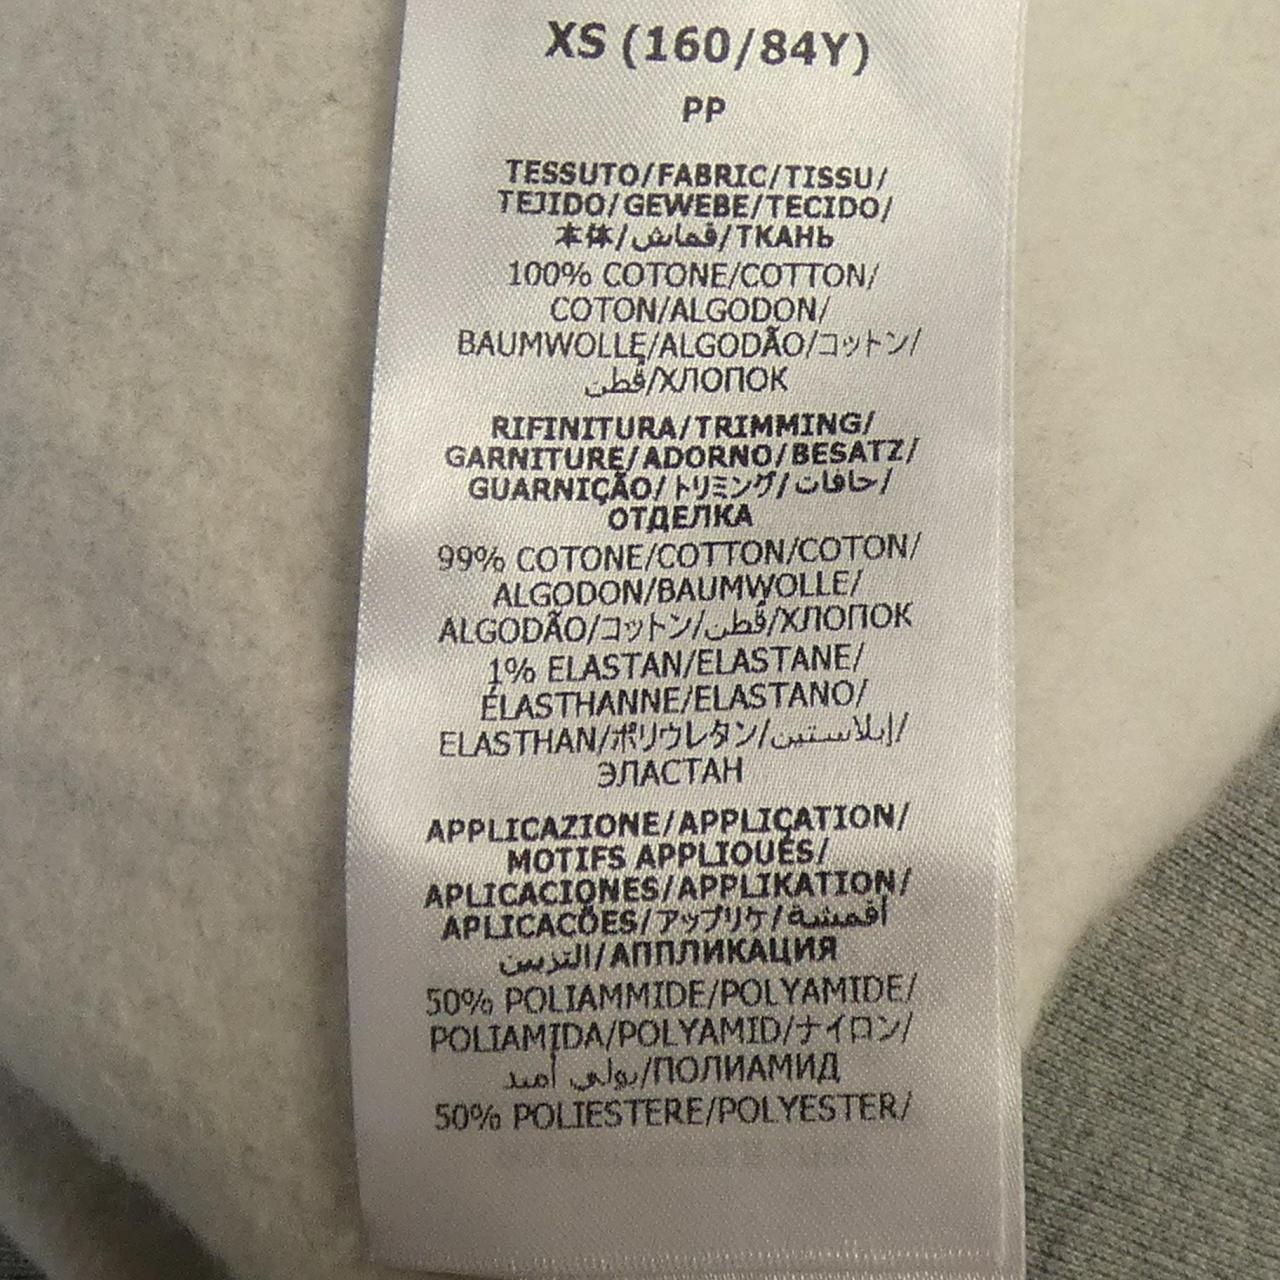 XS (160/84Y)
PP
TESSUTO/FABRIC/TISSU/
TEJIDO/GEWEBE/TECIDO/
本体/قماش/ТКАНЬ
100% COTONE/COTTON/
COTON/ALGODON/
BAUMWOLLE/ALGODÃO/コットン/
قُطن/ХЛОПОК
RIFINITURA/TRIMMING/
GARNITURE/ADORNO/BESATZ/
GUARNIÇÃO/トリミング/حافات/
ОТДЕЛКА
99% COTONE/COTTON/COTON/
ALGODON/BAUMWOLLE/
ALGODÃO/コットン/قُطن/ХЛОПОК
1% ELASTAN/ELASTANE/
ÉLASTHANNE/ELASTANO/
ELASTHAN/ポリウレタン/إيلاستين/
ЭЛАСТАН
APPLICAZIONE/APPLICATION/
MOTIFS APPLIQUÉS/
APLICACIONES/APPLIKATION/
APLICAÇÕES/アップリケ/أقمشة
التزيين/АППЛИКАЦИЯ
50% POLIAMMIDE/POLYAMIDE/
POLIAMIDA/POLYAMID/ナイロン/
بولي أميد/ПОЛИАМИД
50% POLIESTERE/POLYESTER/